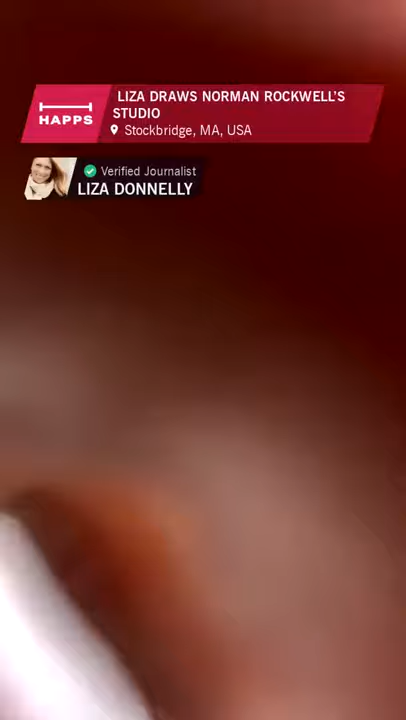 HAPPS
LIZA DRAWS NORMAN ROCKWELL'S
STUDIO
Stockbridge, MA, USA
Verified Journalist
LIZA DONNELLY